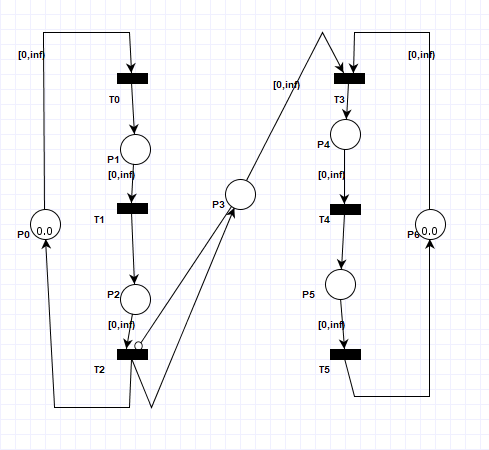 [0,inf)
[0,inf)
T0
[0,inf)
T3
P4
P1
[0,inf)
[0,inf)
P3
T1
T4
P0
0.0
0.0
P6
P2
P5
[0,inf)
[0,inf)
T2
T5